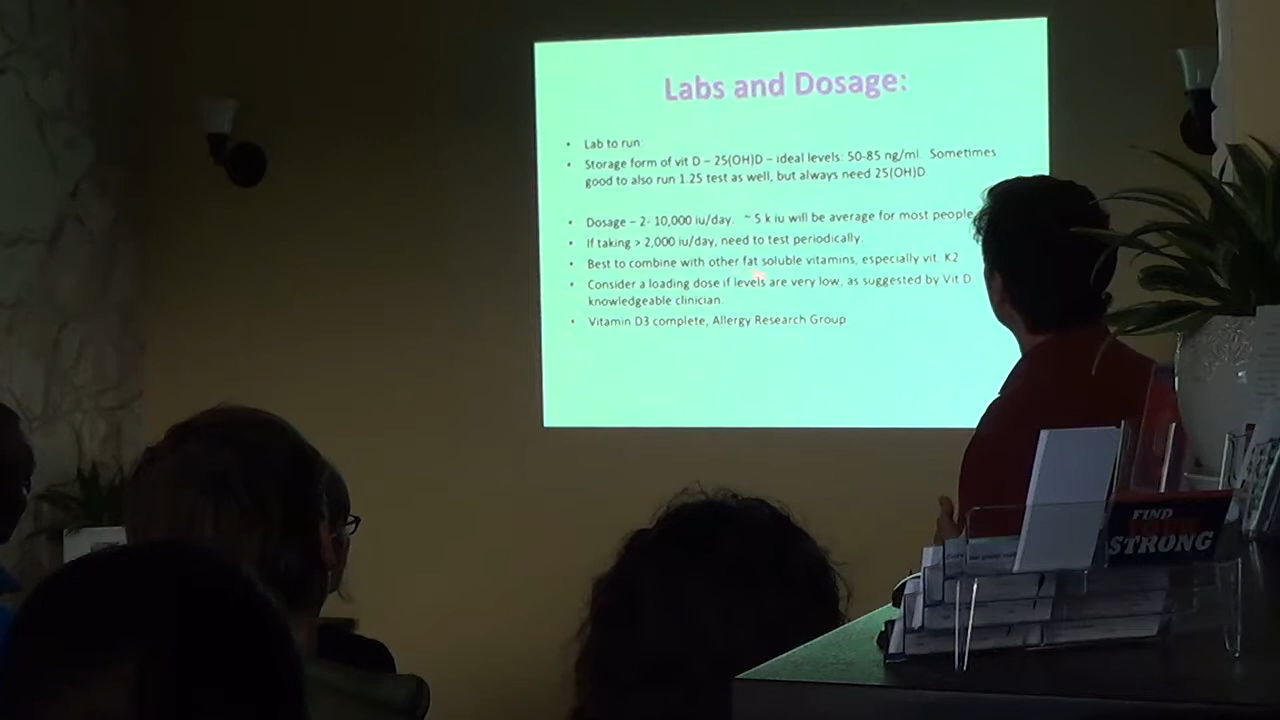 Labs and Dosage:
• Lab to run:
• Storage form of vit D – 25(OH)D – ideal levels: 50-85 ng/ml. Sometimes
good to also run 1.25 test as well, but always need 25(OH)D
• Dosage – 2- 10,000 iu/day. ~ 5 k iu will be average for most people
• If taking > 2,000 iu/day, need to test periodically.
• Best to combine with other fat soluble vitamins, especially vit. K2
• Consider a loading dose if levels are very low, as suggested by Vit D
knowledgeable clinician.
• Vitamin D3 complete, Allergy Research Group
FIND
STRONG